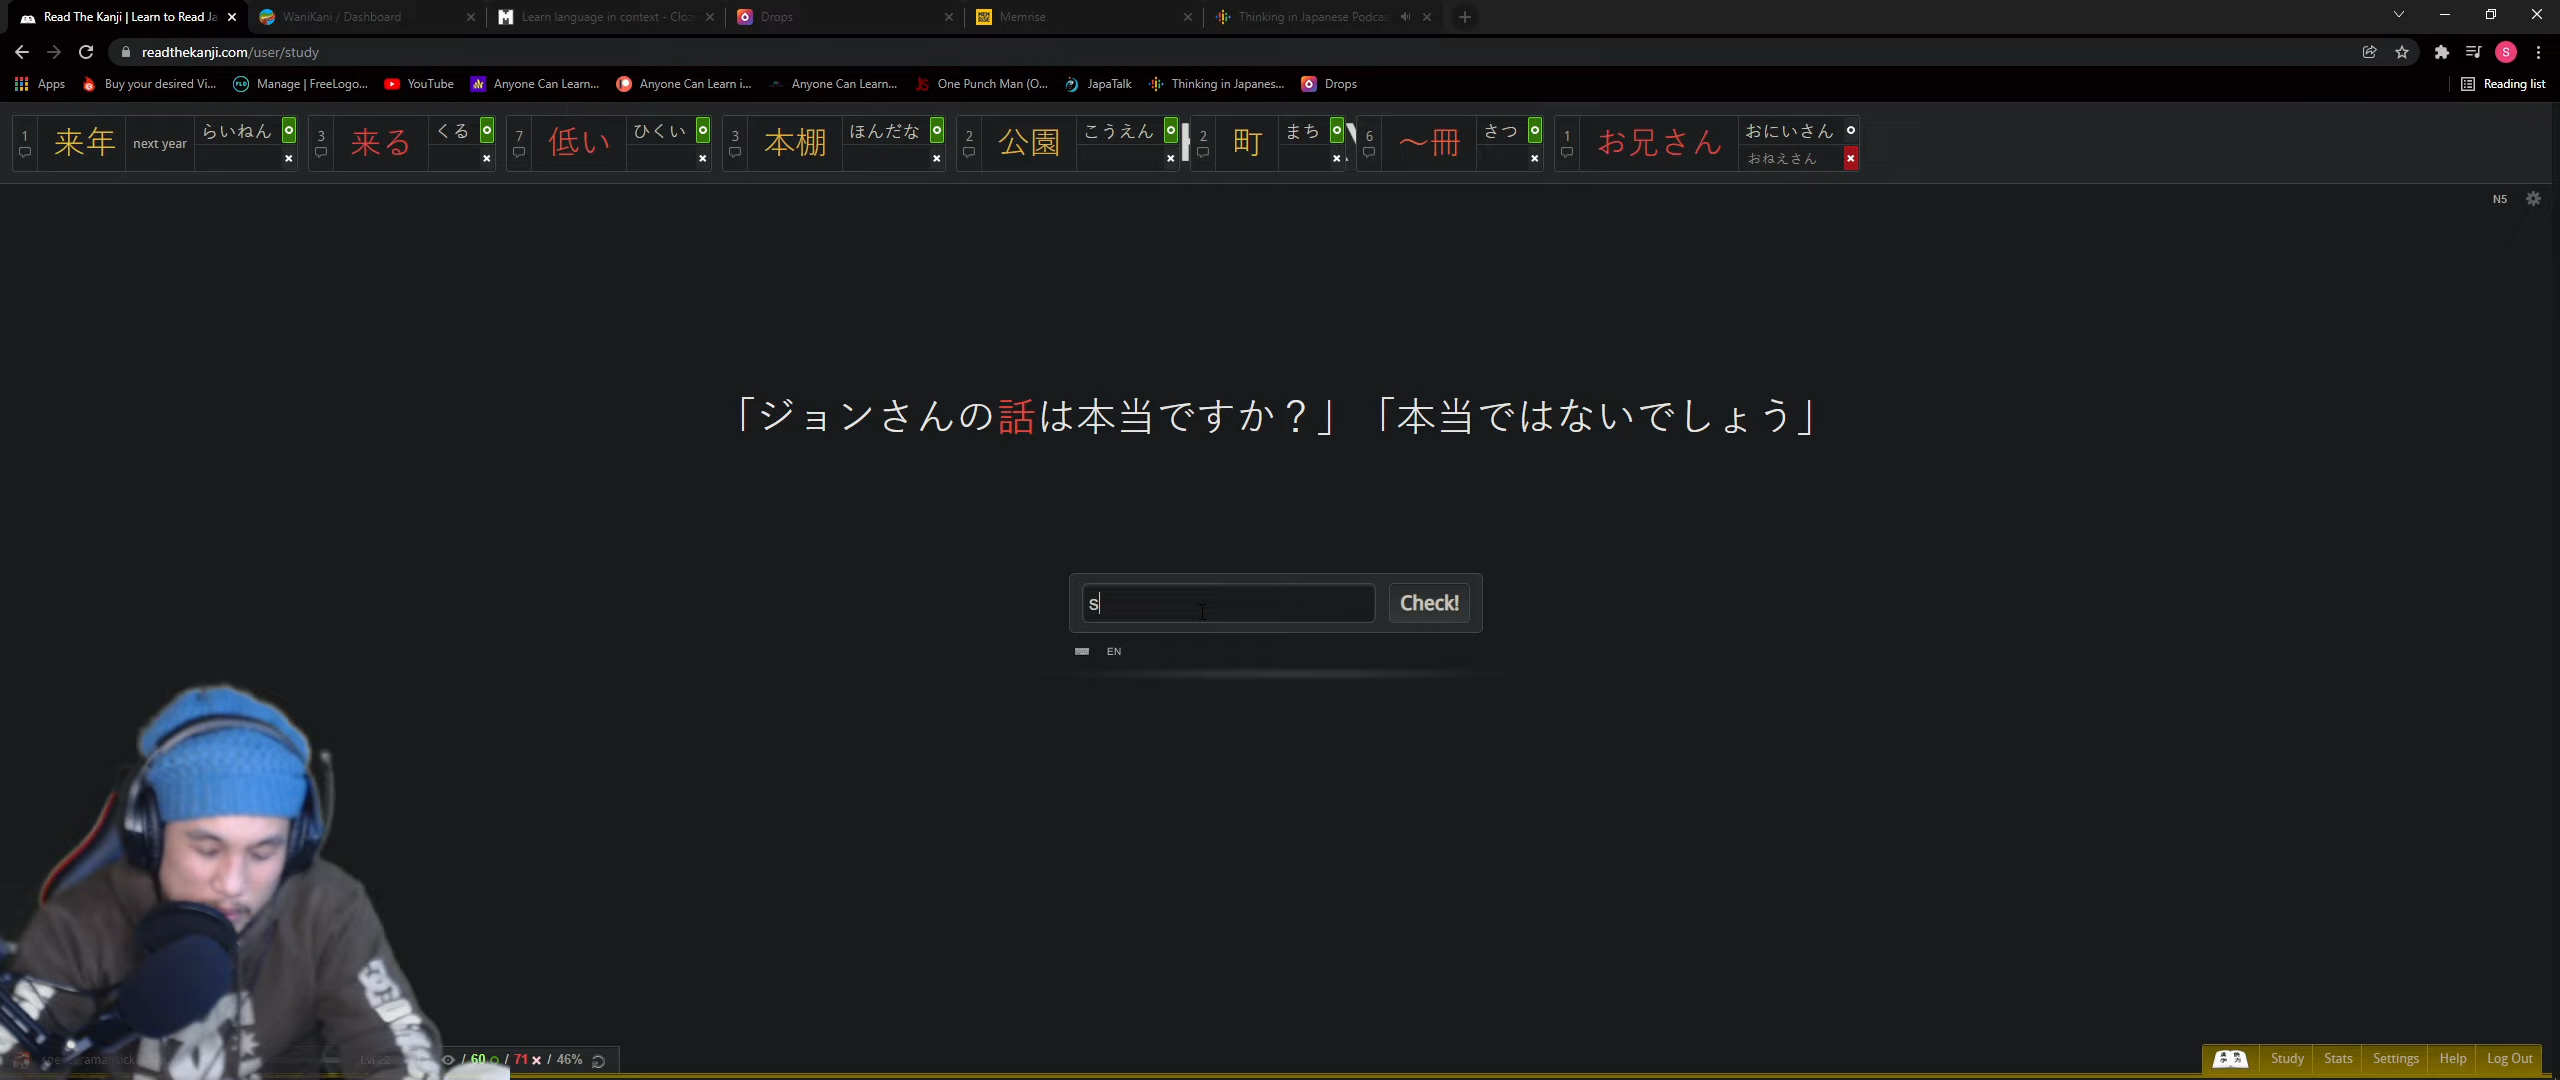 Read The Kanji | Learn to Read Ja
WaniKani / Dashboard
Learn language in context - Cloz
Drops
Memrise
Thinking in Japanese Podcas
readthekanji.com/user/study
Apps
Buy your desired Vi...
Manage | FreeLogo...
YouTube
Anyone Can Learn...
Anyone Can Learn i...
Anyone Can Learn...
One Punch Man (O...
JapaTalk
Thinking in Japanes...
Drops
Reading list
1 来年 next year らいねん
3 来る くる
7 低い ひくい
3 本棚 ほんだな
2 公園 こうえん
2 町 まち
6 〜冊 さつ
1 お兄さん おにいさん
おねえさん
N5
「ジョンさんの話は本当ですか？」「本当ではないでしょう」
s
Check!
EN
/ 60 / 71 / 46%
Study
Stats
Settings
Help
Log Out